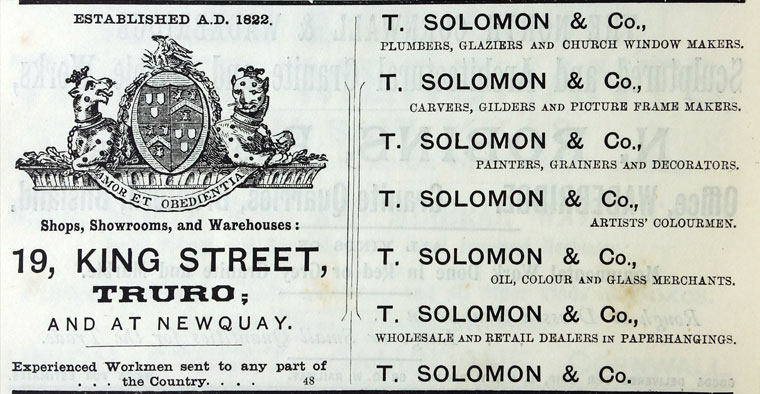 ESTABLISHED A.D. 1822.
AMOR ET OBEDIENTIA
Shops, Showrooms, and Warehouses:
19, KING STREET,
TRURO;
AND AT NEWQUAY.
Experienced Workmen sent to any part of
. . . . the Country. . . . . 48
T. SOLOMON & Co.,
PLUMBERS, GLAZIERS AND CHURCH WINDOW MAKERS.
T. SOLOMON & Co.,
CARVERS, GILDERS AND PICTURE FRAME MAKERS.
T. SOLOMON & Co.,
PAINTERS, GRAINERS AND DECORATORS.
T. SOLOMON & Co.,
ARTISTS' COLOURMEN.
T. SOLOMON & Co.,
OIL, COLOUR AND GLASS MERCHANTS.
T. SOLOMON & Co.,
WHOLESALE AND RETAIL DEALERS IN PAPERHANGINGS.
T. SOLOMON & Co.